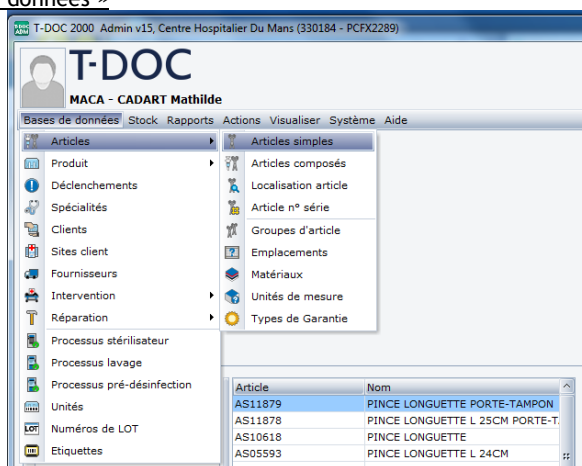 données »
T-DOC 2000 Admin v15, Centre Hospitalier Du Mans (330184 - PCFX2289)
T-DOC
MACA - CADART Mathilde
Bases de données Stock Rapports Actions Visualiser Système Aide
Articles
Produit
Déclenchements
Spécialités
Clients
Sites client
Fournisseurs
Intervention
Réparation
Processus stérilisateur
Processus lavage
Processus pré-désinfection
Unités
Numéros de LOT
Etiquettes
Articles simples
Articles composés
Localisation article
Article n° série
Groupes d'article
Emplacements
Matériaux
Unités de mesure
Types de Garantie
Article Nom
AS11879 PINCE LONGUETTE PORTE-TAMPON
AS11878 PINCE LONGUETTE L 25CM PORTE-T.
AS10618 PINCE LONGUETTE
AS05593 PINCE LONGUETTE L 24CM